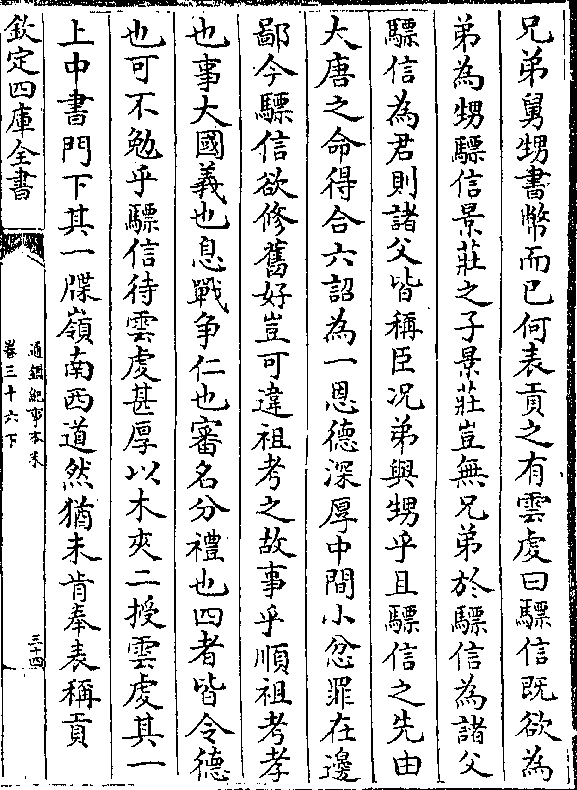 兄弟舅甥書幣而已何表貢之有雲䖍曰驃信既欲為
弟為甥驃信景莊之子景莊豈無兄弟於驃信為諸父
驃信為君則諸父皆稱臣况弟與甥乎且驃信之先由
大唐之命得合六詔為一恩德深厚中間小忿罪在邊
鄙今驃信欲修舊好豈可違祖考之故事乎順祖考孝
也事大國義也息戰争仁也審名分禮也四者皆令德
也可不勉乎驃信待雲䖍甚厚以木夾二授雲䖍其一
上中書門下其一牒嶺南西道然猶未肯奉表稱貢
欽定四庫全書
通鑑紀事本末
卷三十六下
三十四